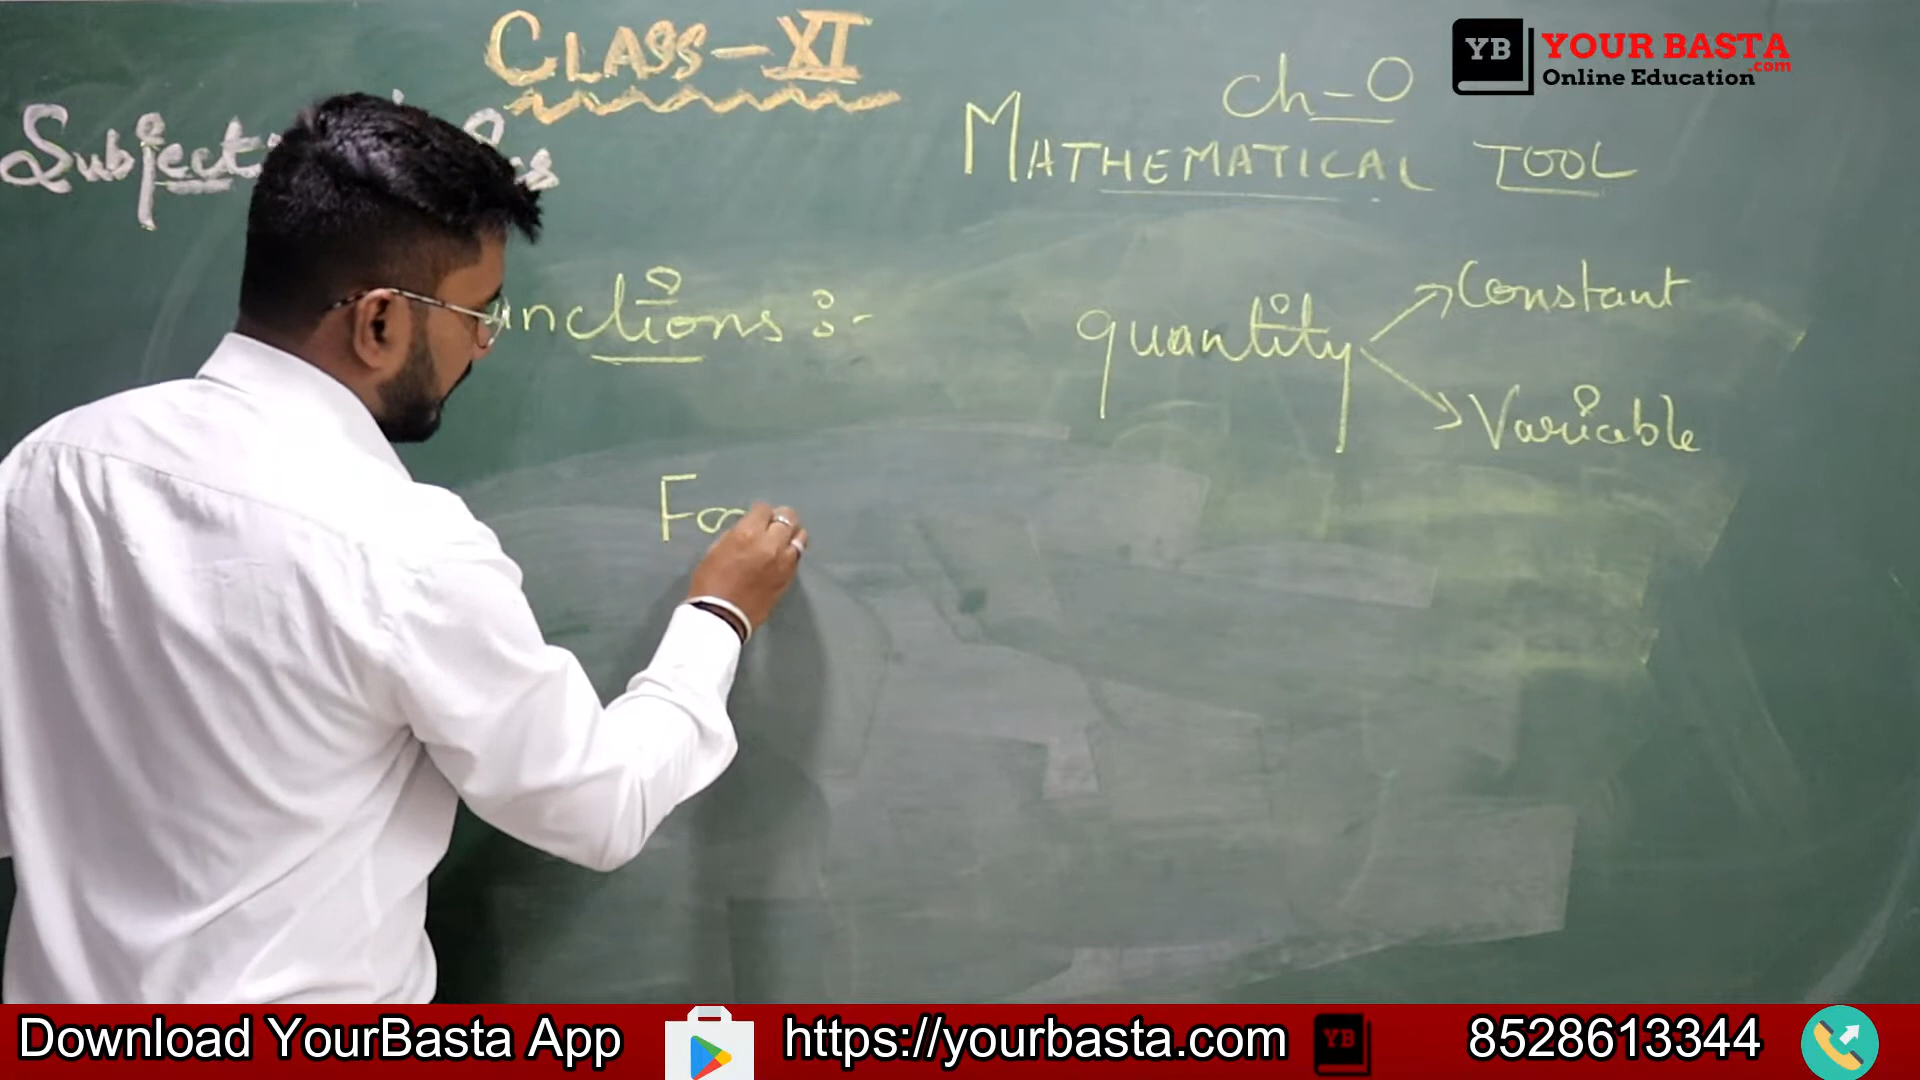 CLASS-XI
YB YOUR BASTA
.com
Online Education
ch-0
MATHEMATICAL TOOL
Subject
nctions :-
quantity
Constant
Variable
Fo
Download YourBasta App
https://yourbasta.com
YB
8528613344